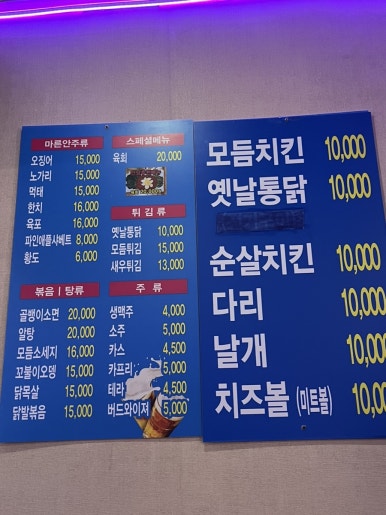 마른안주류
오징어 15,000
노가리 15,000
먹태 15,000
한치 16,000
육포 16,000
파인애플샤베트 8,000
황도 6,000
볶음 | 탕류
골뱅이소면 20,000
알탕 20,000
모듬소세지 16,000
꼬불이오뎅 15,000
닭목살 15,000
닭발볶음 15,000
스페셜메뉴
육회 20,000
튀김류
옛날통닭 10,000
모듬튀김 15,000
새우튀김 13,000
주류
생맥주 4,000
소주 5,000
카스 4,500
카프리 5,000
테라 4,500
버드와이저 5,000
모듬치킨 10,000
옛날통닭 10,000
순살치킨 10,000
다리 10,000
날개 10,000
치즈볼 (미트볼) 10,00